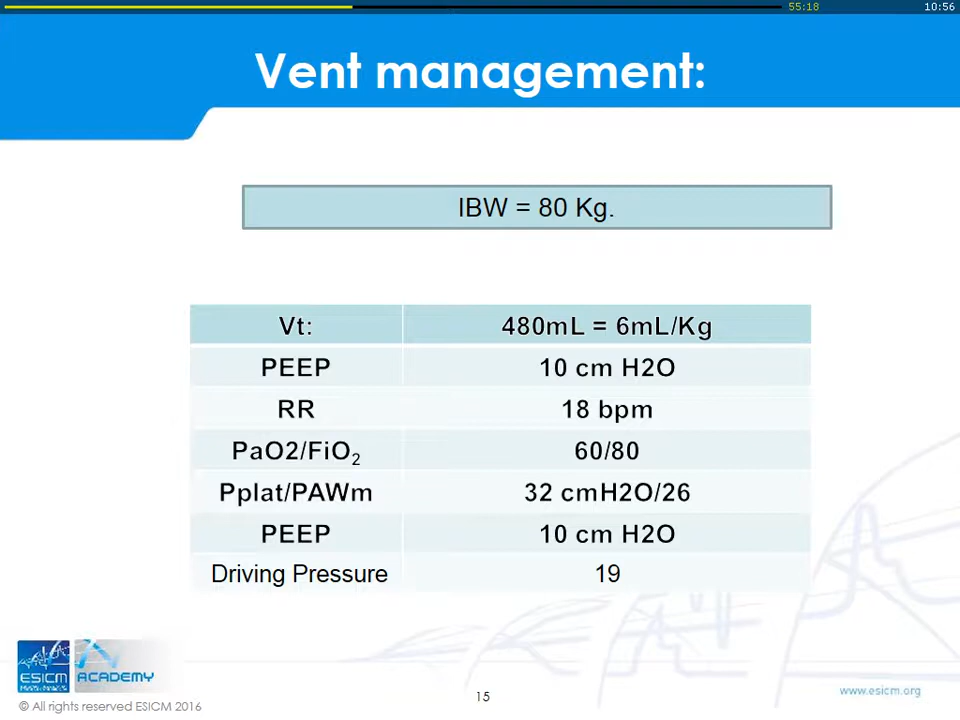 55:18
10:56
Vent management:
IBW = 80 Kg.
Vt: 480mL = 6mL/Kg
PEEP 10 cm H2O
RR 18 bpm
PaO2/FiO2 60/80
Pplat/PAWm 32 cmH2O/26
PEEP 10 cm H2O
Driving Pressure 19
ESICM ACADEMY
© All rights reserved ESICM 2016
15
www.esicm.org